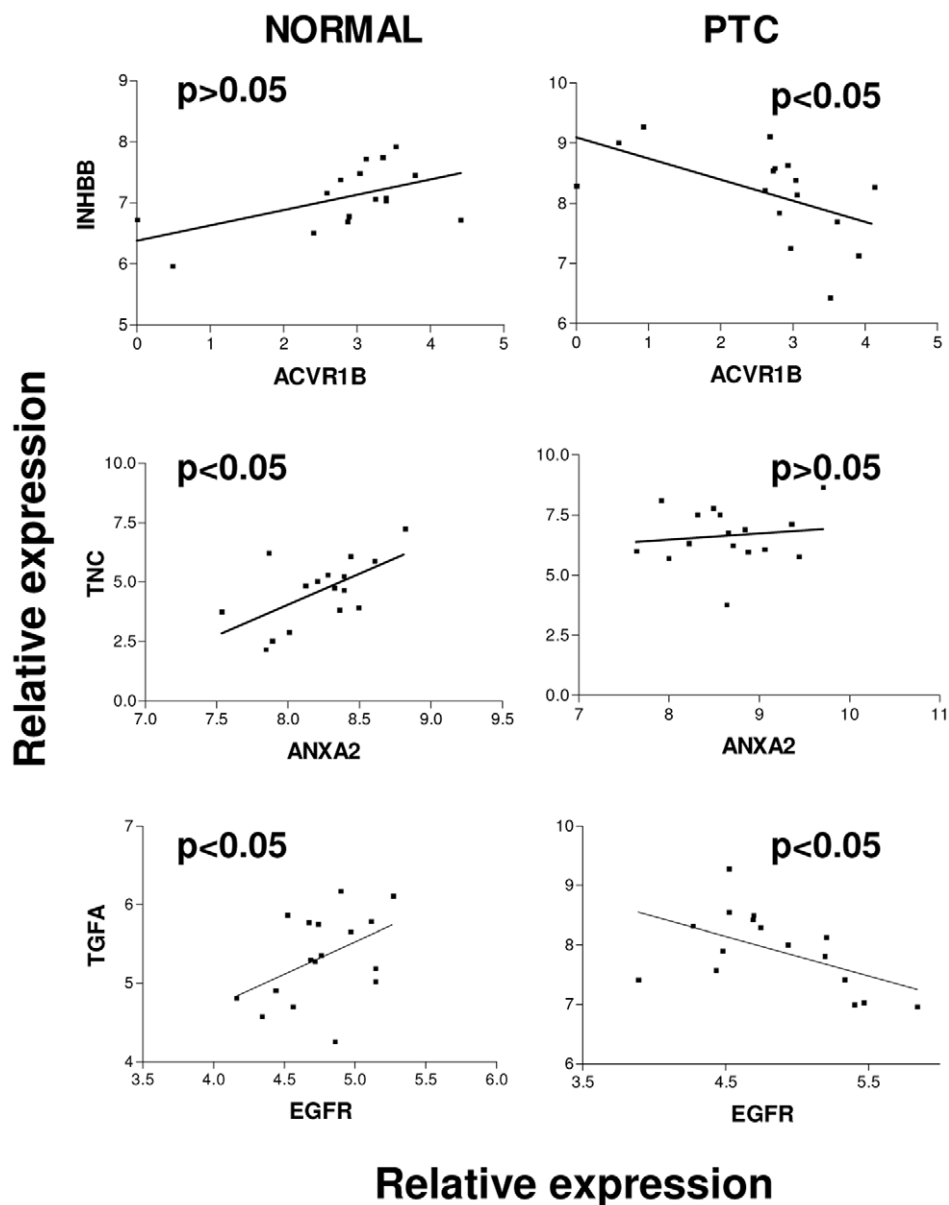 NORMAL
PTC
p>0.05
9
8
7
6
5
INHBB
0 1 2 3 4 5
ACVR1B
p<0.05
10
9
8
7
6
0 1 2 3 4 5
ACVR1B
Relative expression
p<0.05
10.0
7.5
5.0
2.5
0.0
TNC
7.0 7.5 8.0 8.5 9.0 9.5
ANXA2
p>0.05
10.0
7.5
5.0
2.5
0.0
7 8 9 10 11
ANXA2
p<0.05
7
6
5
4
TGFA
3.5 4.0 4.5 5.0 5.5 6.0
EGFR
p<0.05
10
9
8
7
6
3.5 4.5 5.5
EGFR
Relative expression